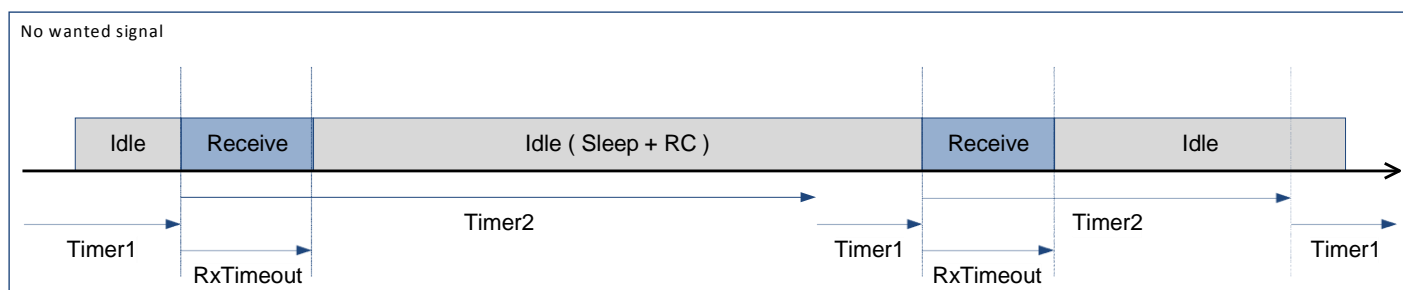 No wanted signal
Idle
Receive
Idle ( Sleep + RC )
Receive
Idle
Timer2
Timer2
Timer1
Timer1
Timer1
RxTimeout
RxTimeout